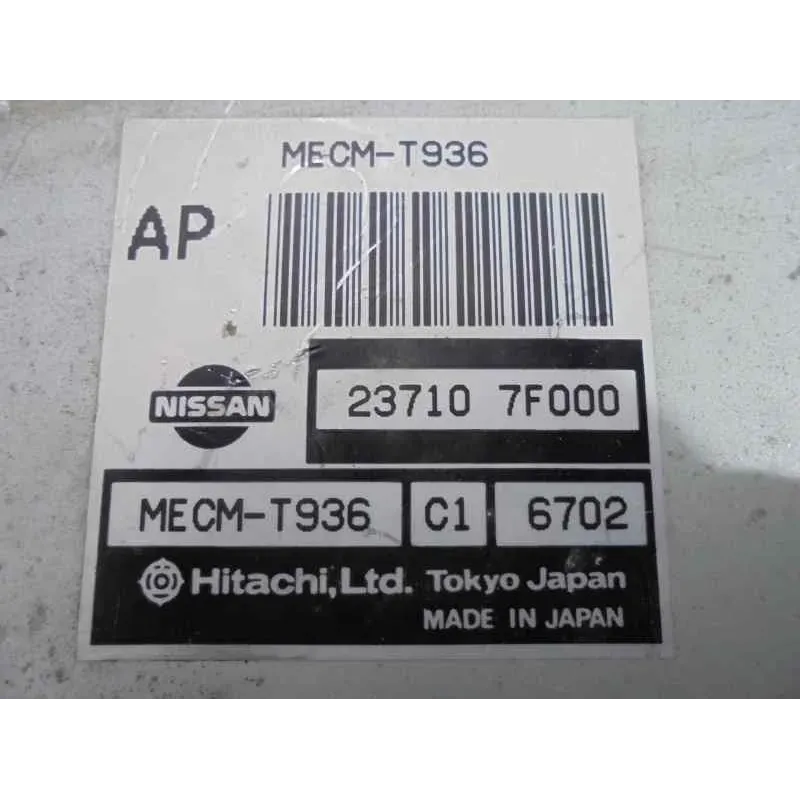 MECM-T936
AP
NISSAN
23710 7F000
MECM-T936 C1 6702
Hitachi,Ltd. Tokyo Japan
MADE IN JAPAN